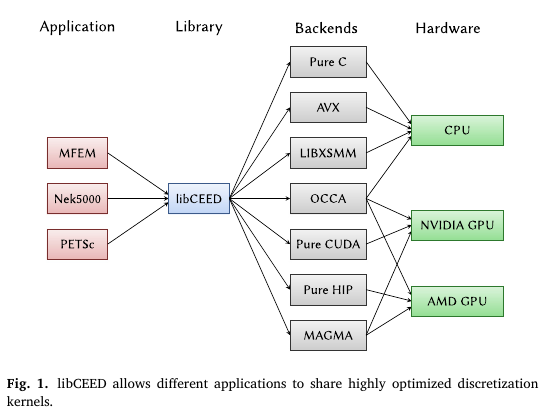 Application
Library
Backends
Hardware
MFEM
Nek5000
PETSc
libCEED
Pure C
AVX
LIBXSMM
OCCA
Pure CUDA
Pure HIP
MAGMA
CPU
NVIDIA GPU
AMD GPU
Fig. 1. libCEED allows different applications to share highly optimized discretization
kernels.